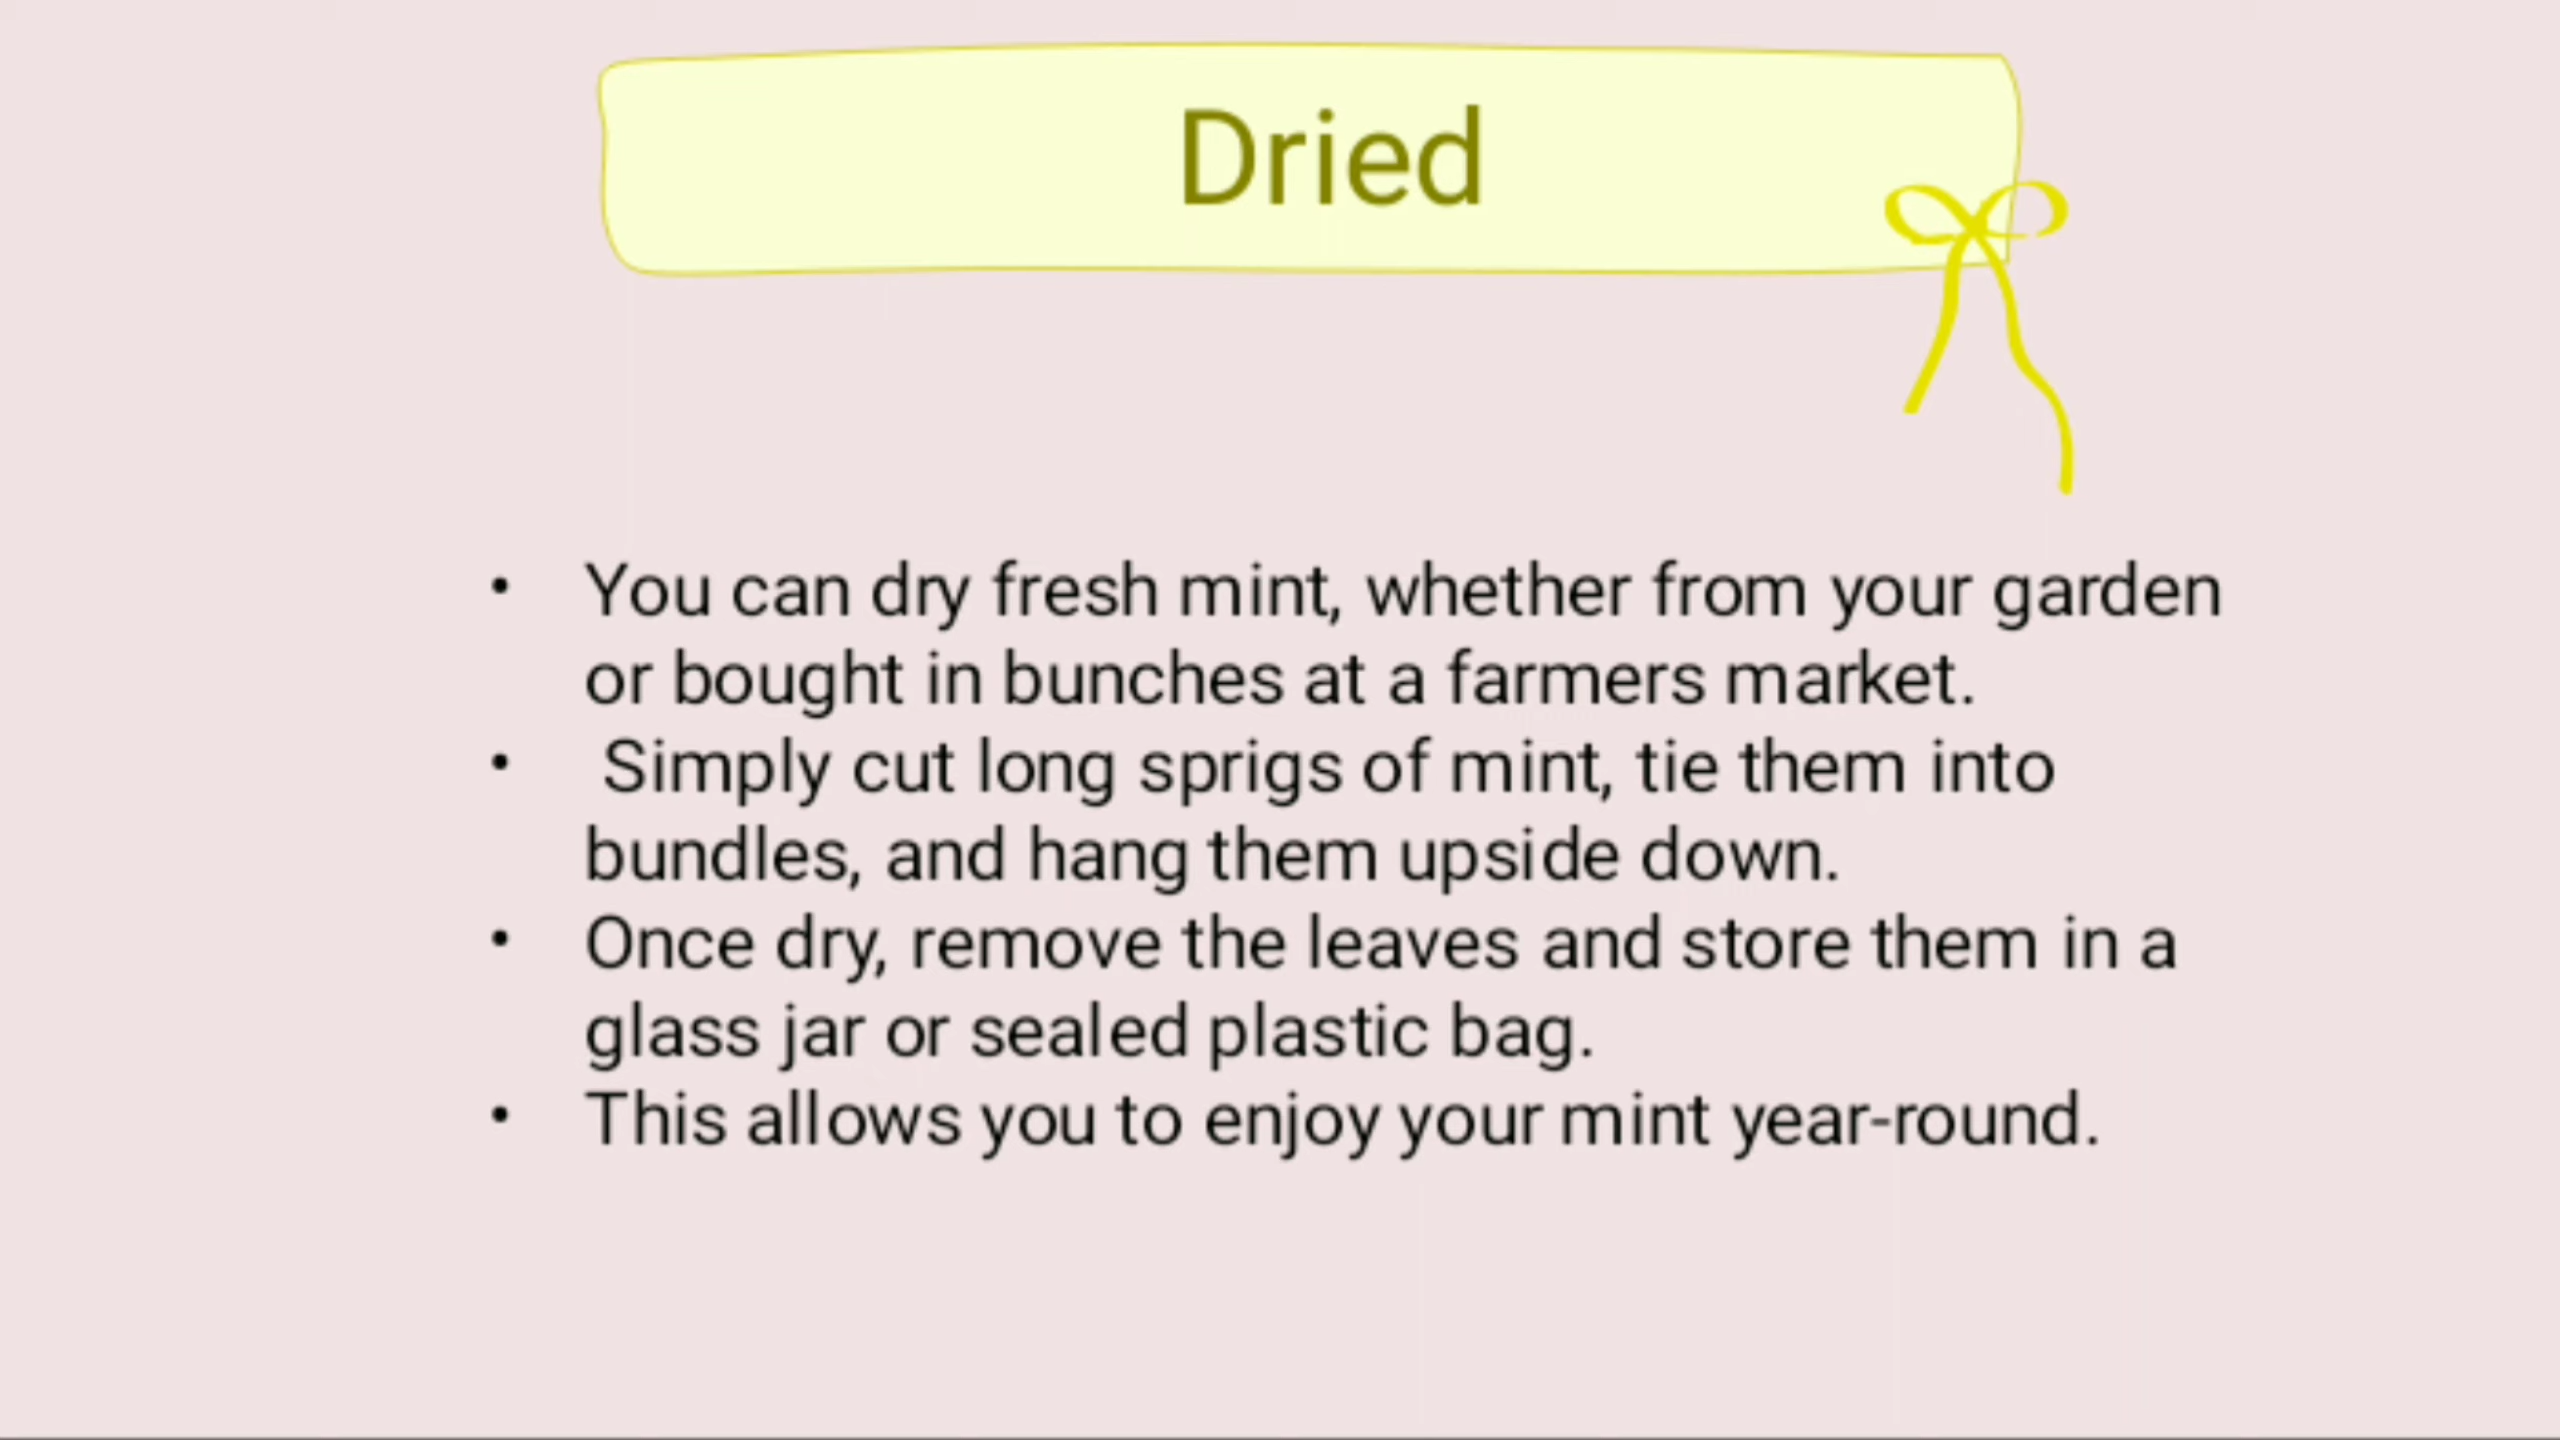 Dried
• You can dry fresh mint, whether from your garden
or bought in bunches at a farmers market.
• Simply cut long sprigs of mint, tie them into
bundles, and hang them upside down.
• Once dry, remove the leaves and store them in a
glass jar or sealed plastic bag.
• This allows you to enjoy your mint year-round.